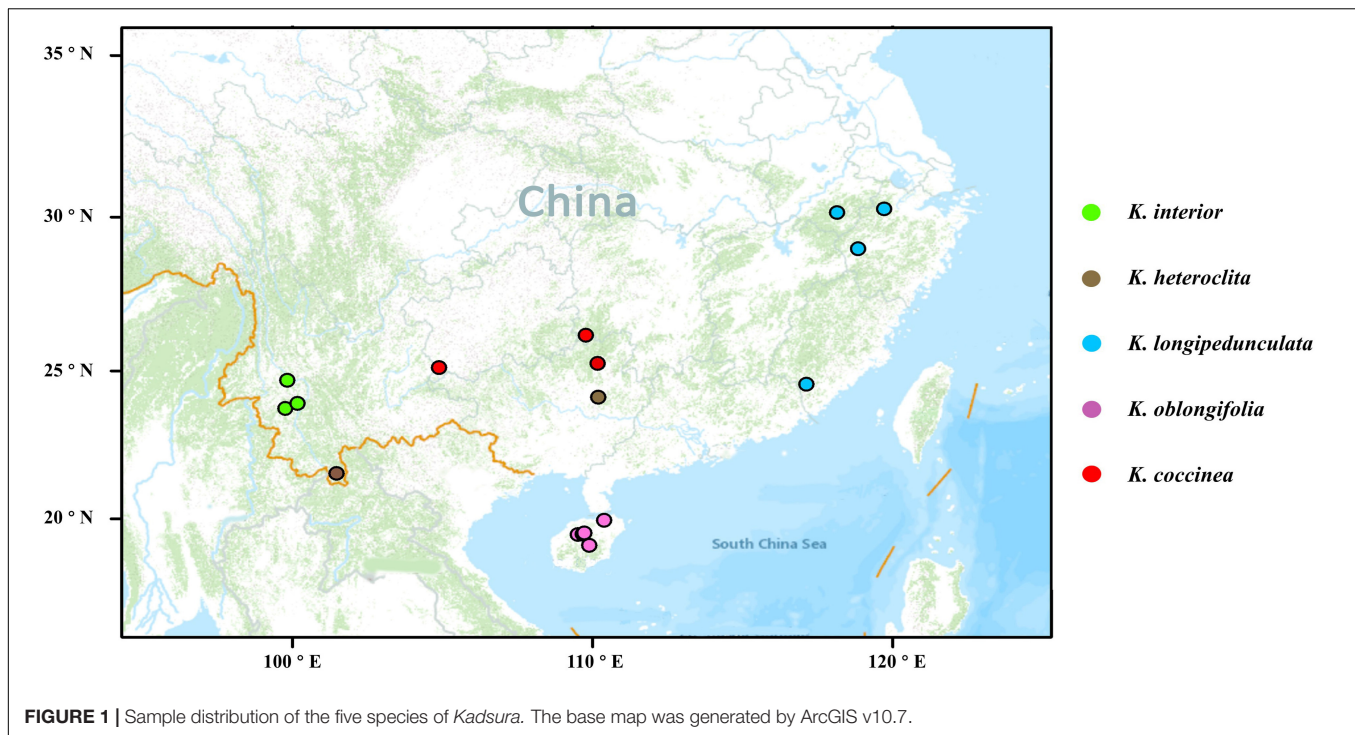 35 ° N
30 ° N
25 ° N
20 ° N
China
South China Sea
100 ° E
110 ° E
120 ° E
K. interior
K. heteroclita
K. longipedunculata
K. oblongifolia
K. coccinea
FIGURE 1 | Sample distribution of the five species of Kadsura. The base map was generated by ArcGIS v10.7.